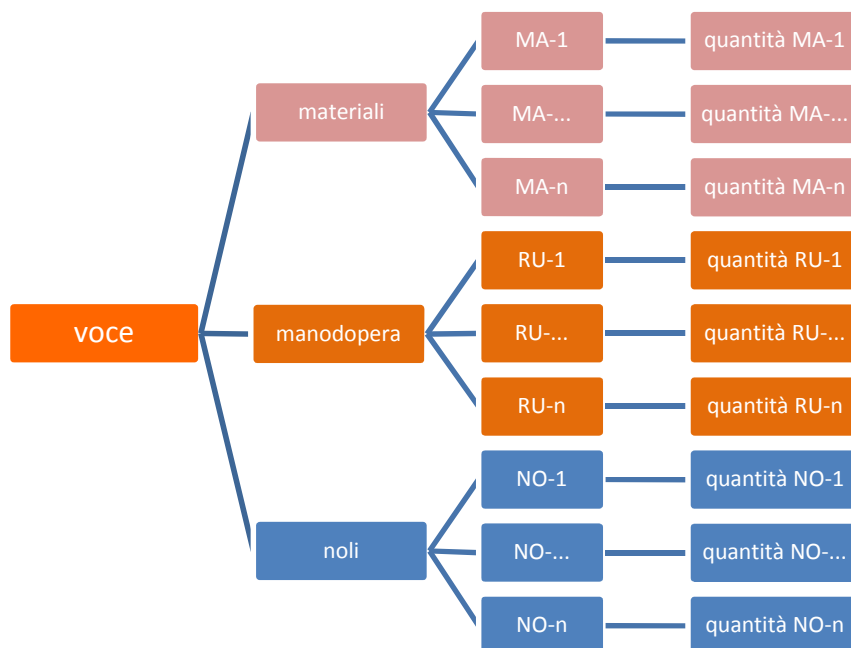 MA-1
quantità MA-1
materiali
MA-...
quantità MA-...
MA-n
quantità MA-n
RU-1
quantità RU-1
voce
manodopera
RU-...
quantità RU-...
RU-n
quantità RU-n
NO-1
quantità NO-1
noli
NO-...
quantità NO-...
NO-n
quantità NO-n